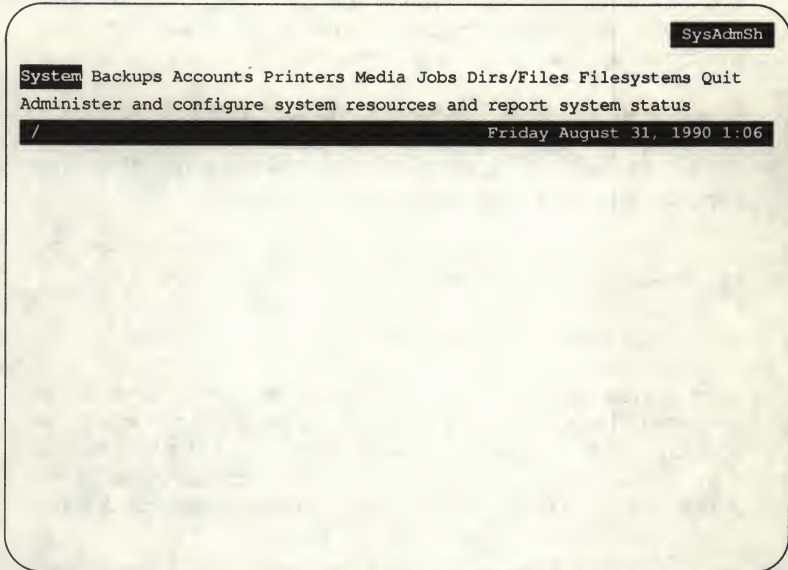 SysAdmSh
System Backups Accounts Printers Media Jobs Dirs/Files Filesystems Quit
Administer and configure system resources and report system status
/ Friday August 31, 1990 1:06